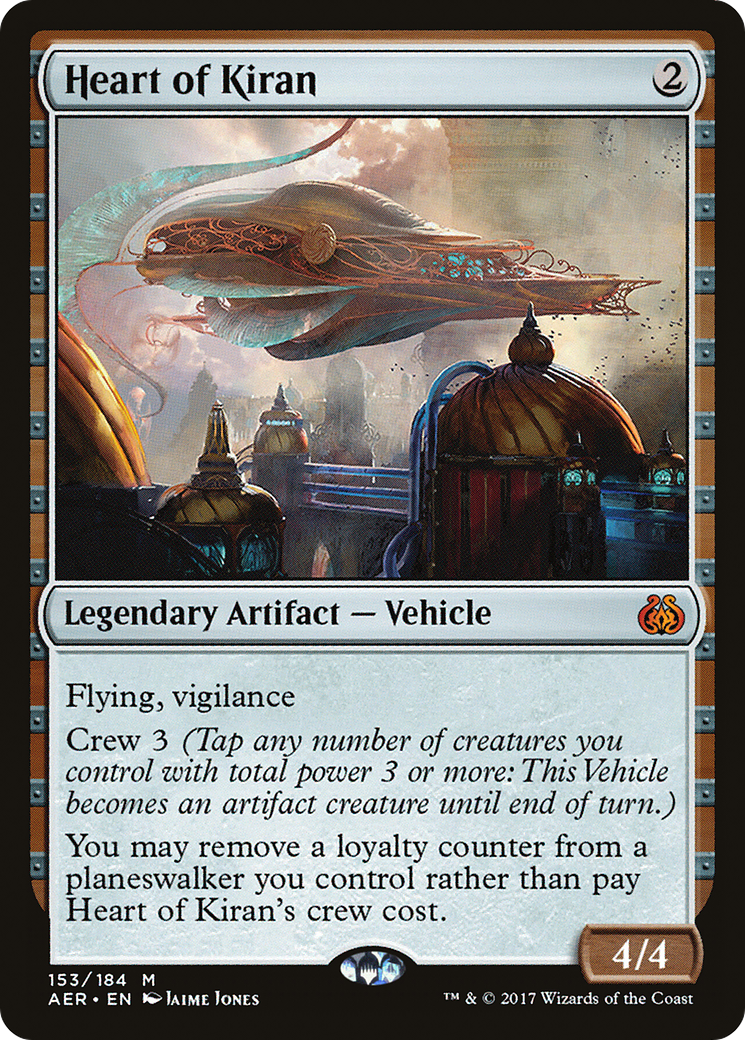 Heart of Kiran 2
Legendary Artifact — Vehicle
Flying, vigilance
Crew 3 (Tap any number of creatures you
control with total power 3 or more: This Vehicle
becomes an artifact creature until end of turn.)
You may remove a loyalty counter from a
planeswalker you control rather than pay
Heart of Kiran's crew cost.
4/4
153/184 M
AER • EN Jaime Jones
™ & © 2017 Wizards of the Coast